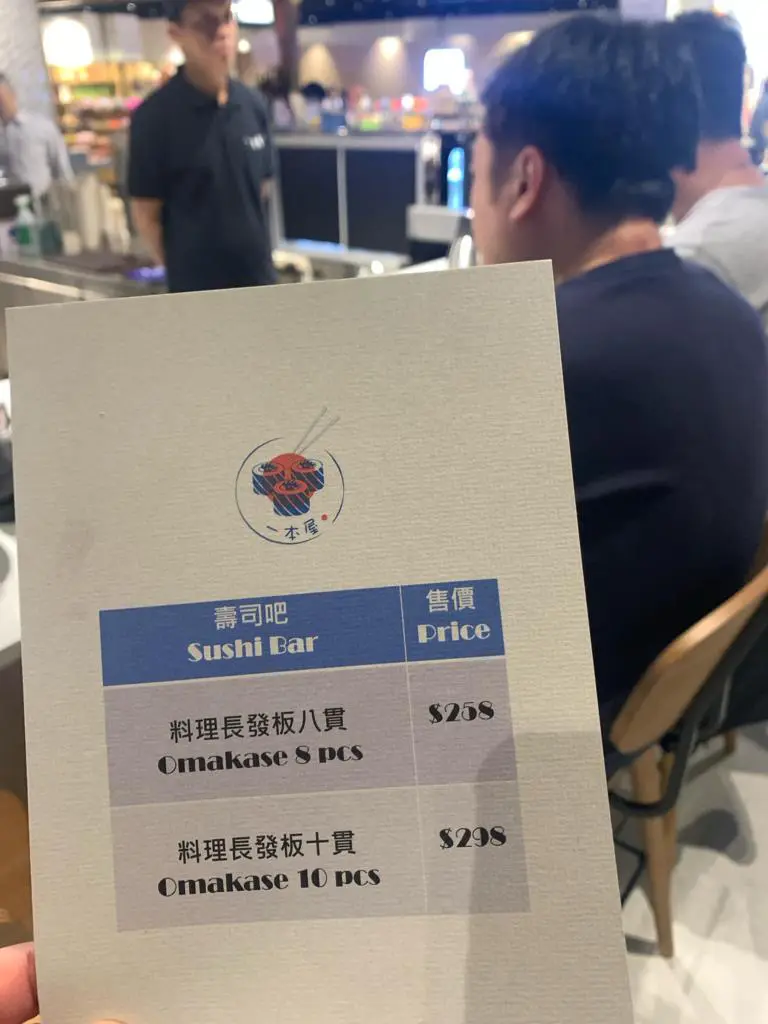 一本屋
壽司吧
Sushi Bar
售價
Price
料理長發板八貫
Omakase 8 pcs
$258
料理長發板十貫
Omakase 10 pcs
$298